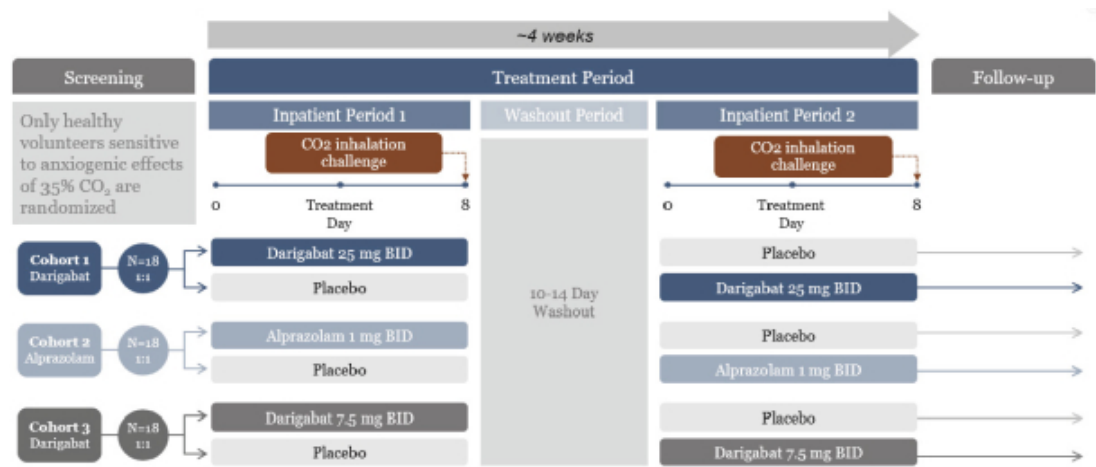 ~4 weeks
Screening
Treatment Period
Follow-up
Only healthy
volunteers sensitive
to anxiogenic effects
of 35% CO₂ are
randomized
Inpatient Period 1
Washout Period
Inpatient Period 2
CO2 inhalation
challenge
CO2 inhalation
challenge
0
Treatment
Day
8
0
Treatment
Day
8
10-14 Day
Washout
Cohort 1
Darigabat
N=18
1:1
Darigabat 25 mg BID
Placebo
Placebo
Darigabat 25 mg BID
Cohort 2
Alprazolam
N=18
1:1
Alprazolam 1 mg BID
Placebo
Placebo
Alprazolam 1 mg BID
Cohort 3
Darigabat
N=18
1:1
Darigabat 7.5 mg BID
Placebo
Placebo
Darigabat 7.5 mg BID